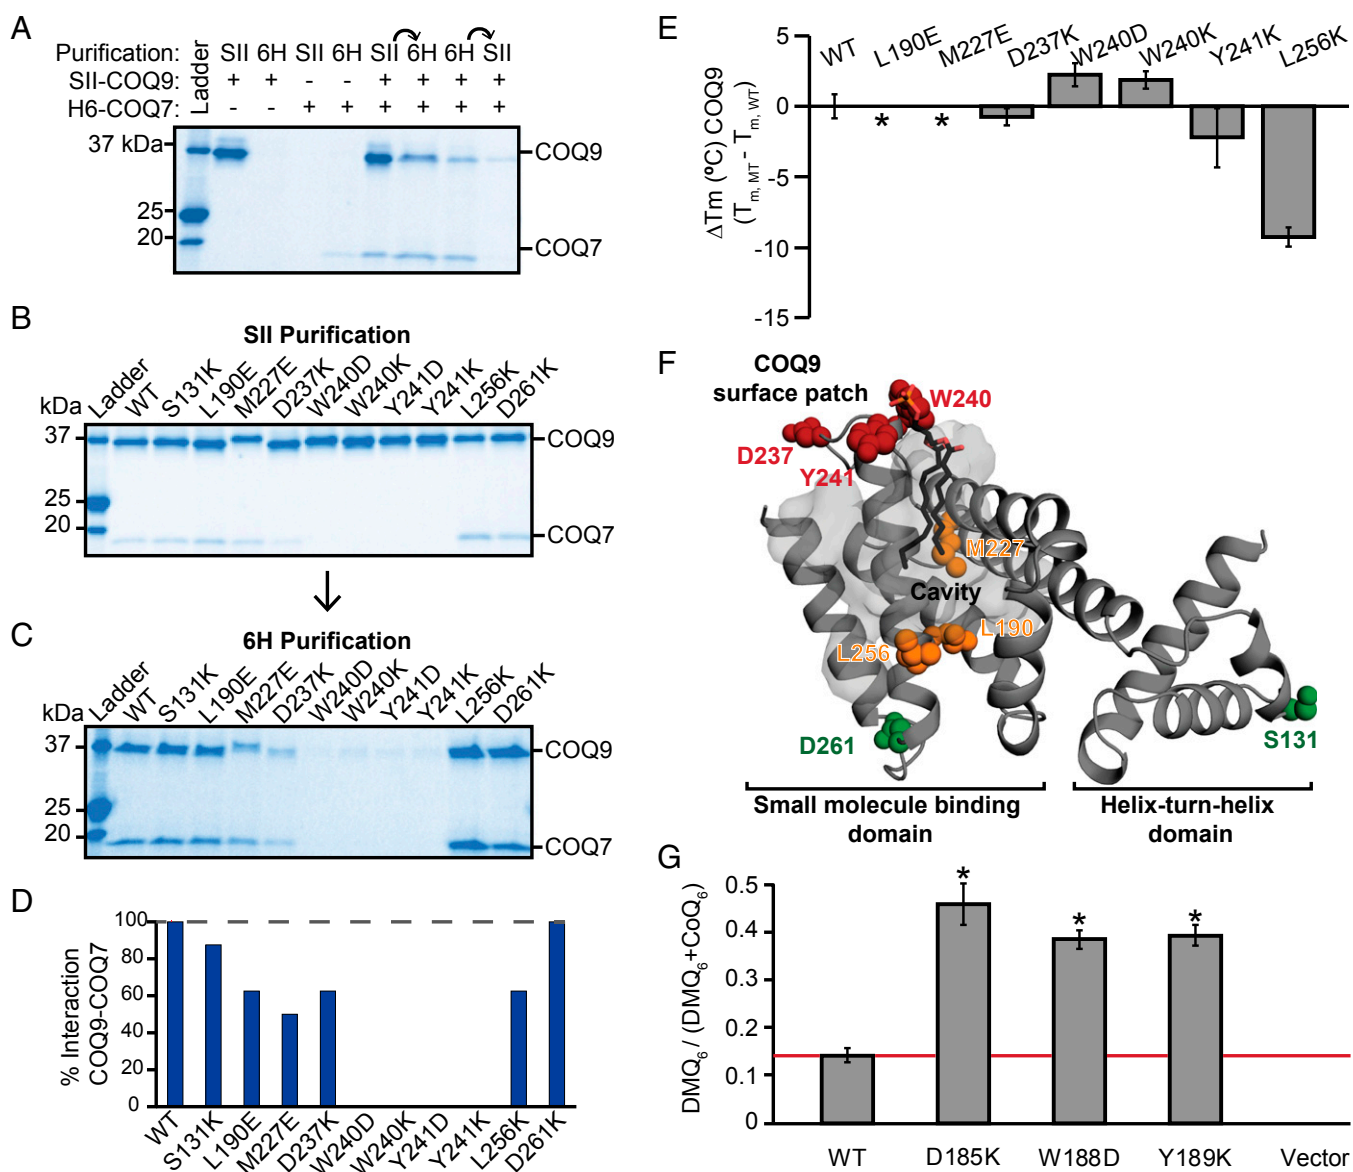 A
Purification: SII 6H SII 6H SII 6H 6H SII
SII-COQ9: + + - - + + + +
H6-COQ7: - - + + + + + +
Ladder
37 kDa
25
20
COQ9
COQ7
B
SII Purification
kDa
Ladder WT S131K L190E M227E D237K W240D W240K Y241D Y241K L256K D261K
37
25
20
COQ9
COQ7
C
6H Purification
kDa
Ladder WT S131K L190E M227E D237K W240D W240K Y241D Y241K L256K D261K
37
25
20
COQ9
COQ7
D
% Interaction
COQ9-COQ7
100
80
60
40
20
0
WT S131K L190E M227E D237K W240D W240K Y241D Y241K L256K D261K
E
ΔTm (ºC) COQ9
(Tm, MT - Tm, WT)
5
0
-5
-10
-15
WT L190E M227E D237K W240D W240K Y241K L256K
* *
F
COQ9
surface patch
W240
D237
Y241
M227
Cavity
L190
L256
D261
S131
Small molecule binding
domain
Helix-turn-helix
domain
G
DMQ6 / (DMQ6+CoQ6)
0.5
0.4
0.3
0.2
0.1
0
* * *
WT D185K W188D Y189K Vector